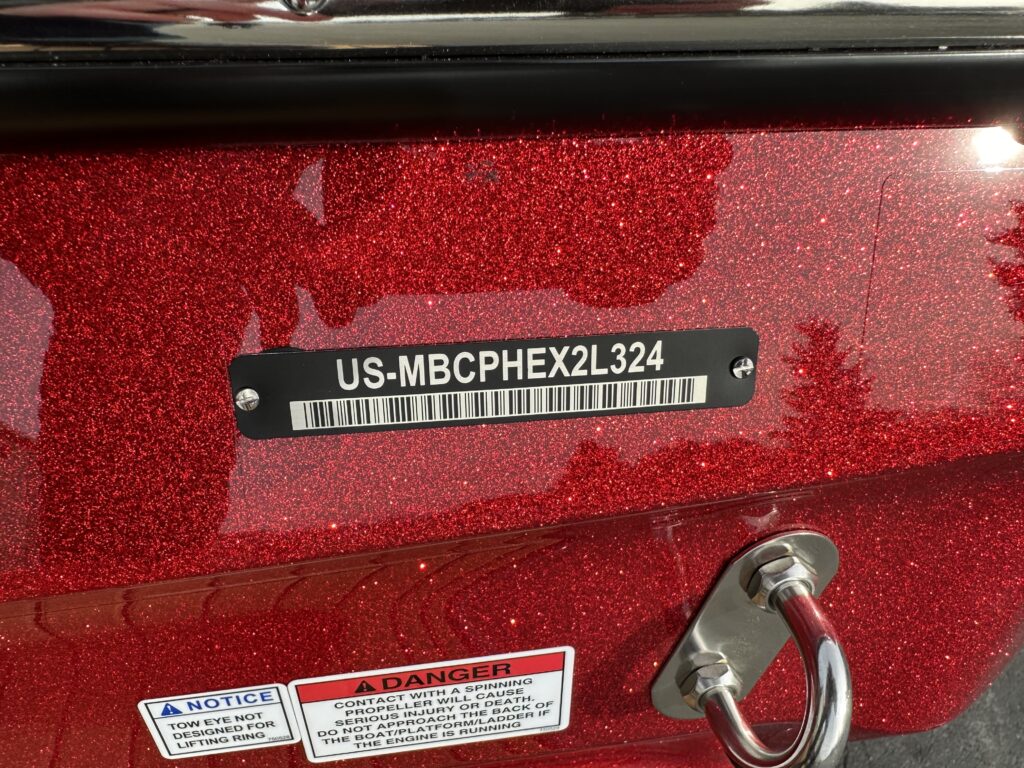 US-MBCPHEX2L324
NOTICE
TOW EYE NOT
DESIGNED FOR
LIFTING RING
DANGER
CONTACT WITH A SPINNING
PROPELLER WILL CAUSE
SERIOUS INJURY OR DEATH.
DO NOT APPROACH THE BACK OF
THE BOAT/PLATFORM/LADDER IF
THE ENGINE IS RUNNING